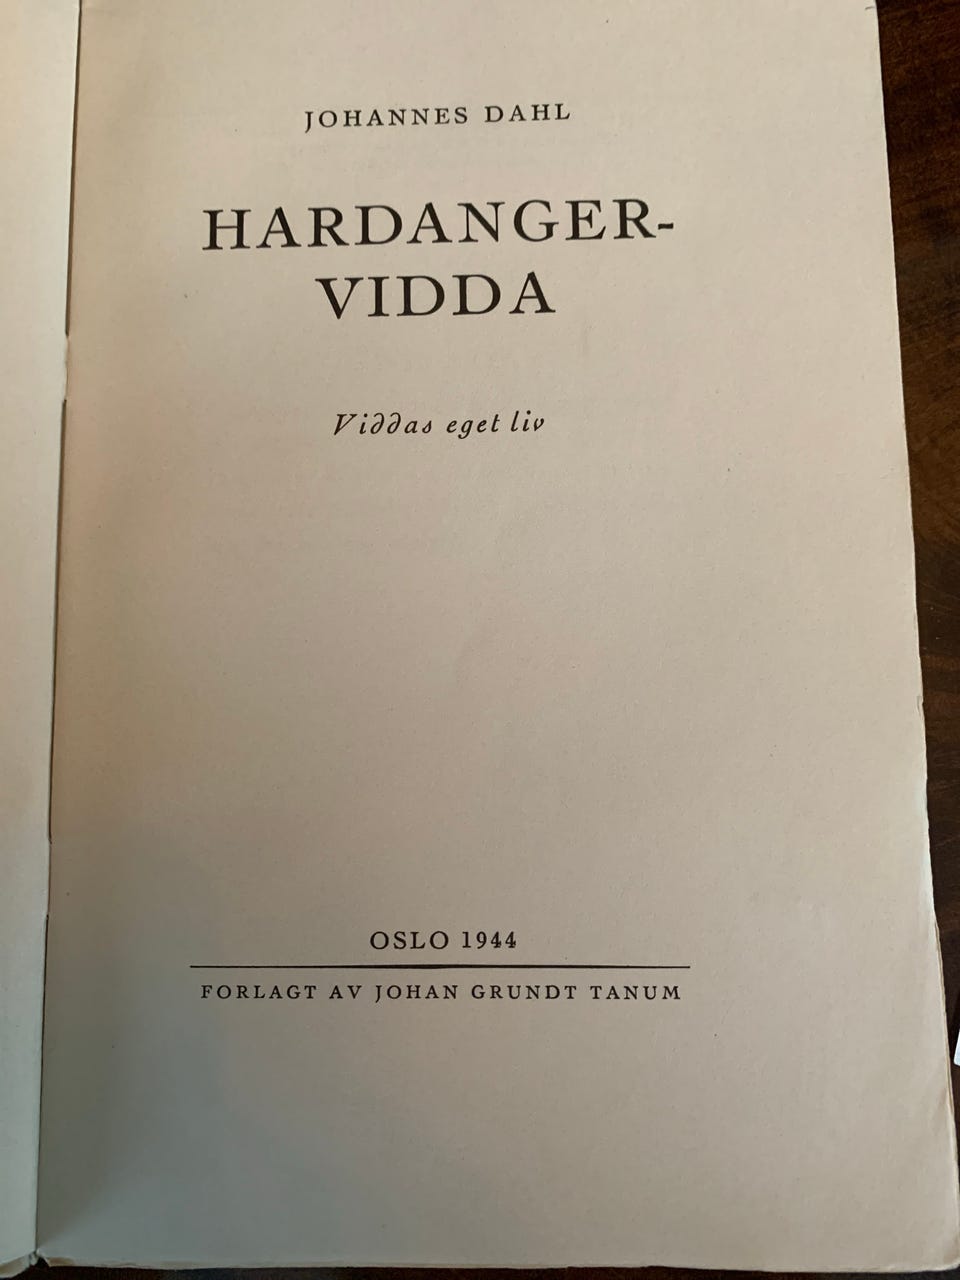 JOHANNES DAHL
HARDANGER-
VIDDA
Viddas eget liv
OSLO 1944
FORLAGT AV JOHAN GRUNDT TANUM